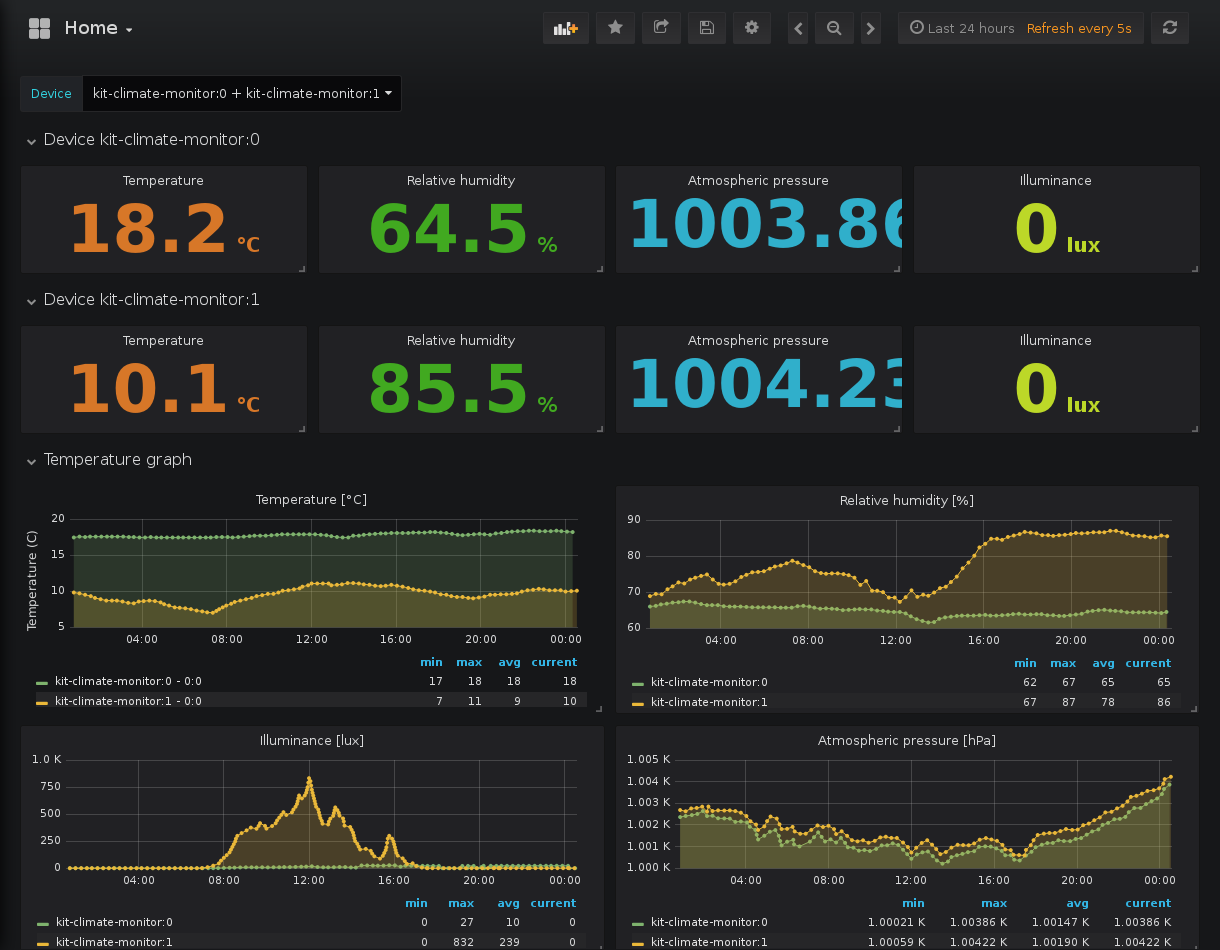 Home
Last 24 hours Refresh every 5s
Device kit-climate-monitor:0 + kit-climate-monitor:1
Device kit-climate-monitor:0
Temperature Relative humidity Atmospheric pressure Illuminance
18.2 °C 64.5 % 1003.86 0 lux
Device kit-climate-monitor:1
Temperature Relative humidity Atmospheric pressure Illuminance
10.1 °C 85.5 % 1004.23 0 lux
Temperature graph
Temperature [°C]
Temperature (C)
20
15
10
5
04:00 08:00 12:00 16:00 20:00 00:00
min max avg current
kit-climate-monitor:0 - 0:0 17 18 18 18
kit-climate-monitor:1 - 0:0 7 11 9 10
Relative humidity [%]
90
80
70
60
04:00 08:00 12:00 16:00 20:00 00:00
min max avg current
kit-climate-monitor:0 62 67 65 65
kit-climate-monitor:1 67 87 78 86
Illuminance [lux]
1.0 K
750
500
250
0
04:00 08:00 12:00 16:00 20:00 00:00
min max avg current
kit-climate-monitor:0 0 27 10 0
kit-climate-monitor:1 0 832 239 0
Atmospheric pressure [hPa]
1.005 K
1.004 K
1.003 K
1.002 K
1.001 K
1.000 K
04:00 08:00 12:00 16:00 20:00 00:00
min max avg current
kit-climate-monitor:0 1.00021 K 1.00386 K 1.00147 K 1.00386 K
kit-climate-monitor:1 1.00059 K 1.00422 K 1.00190 K 1.00422 K